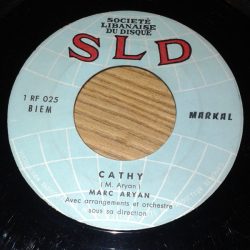 SOCIÉTÉ
LIBANAISE
DU DISQUE
SLD
1 RF 025
BIEM
MARKAL
CATHY
( M. Aryan )
MARC ARYAN
Avec arrangements et orchestre
sous sa direction